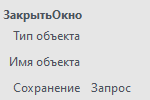 ЗакрытьОкно
Тип объекта
Имя объекта
Сохранение Запрос